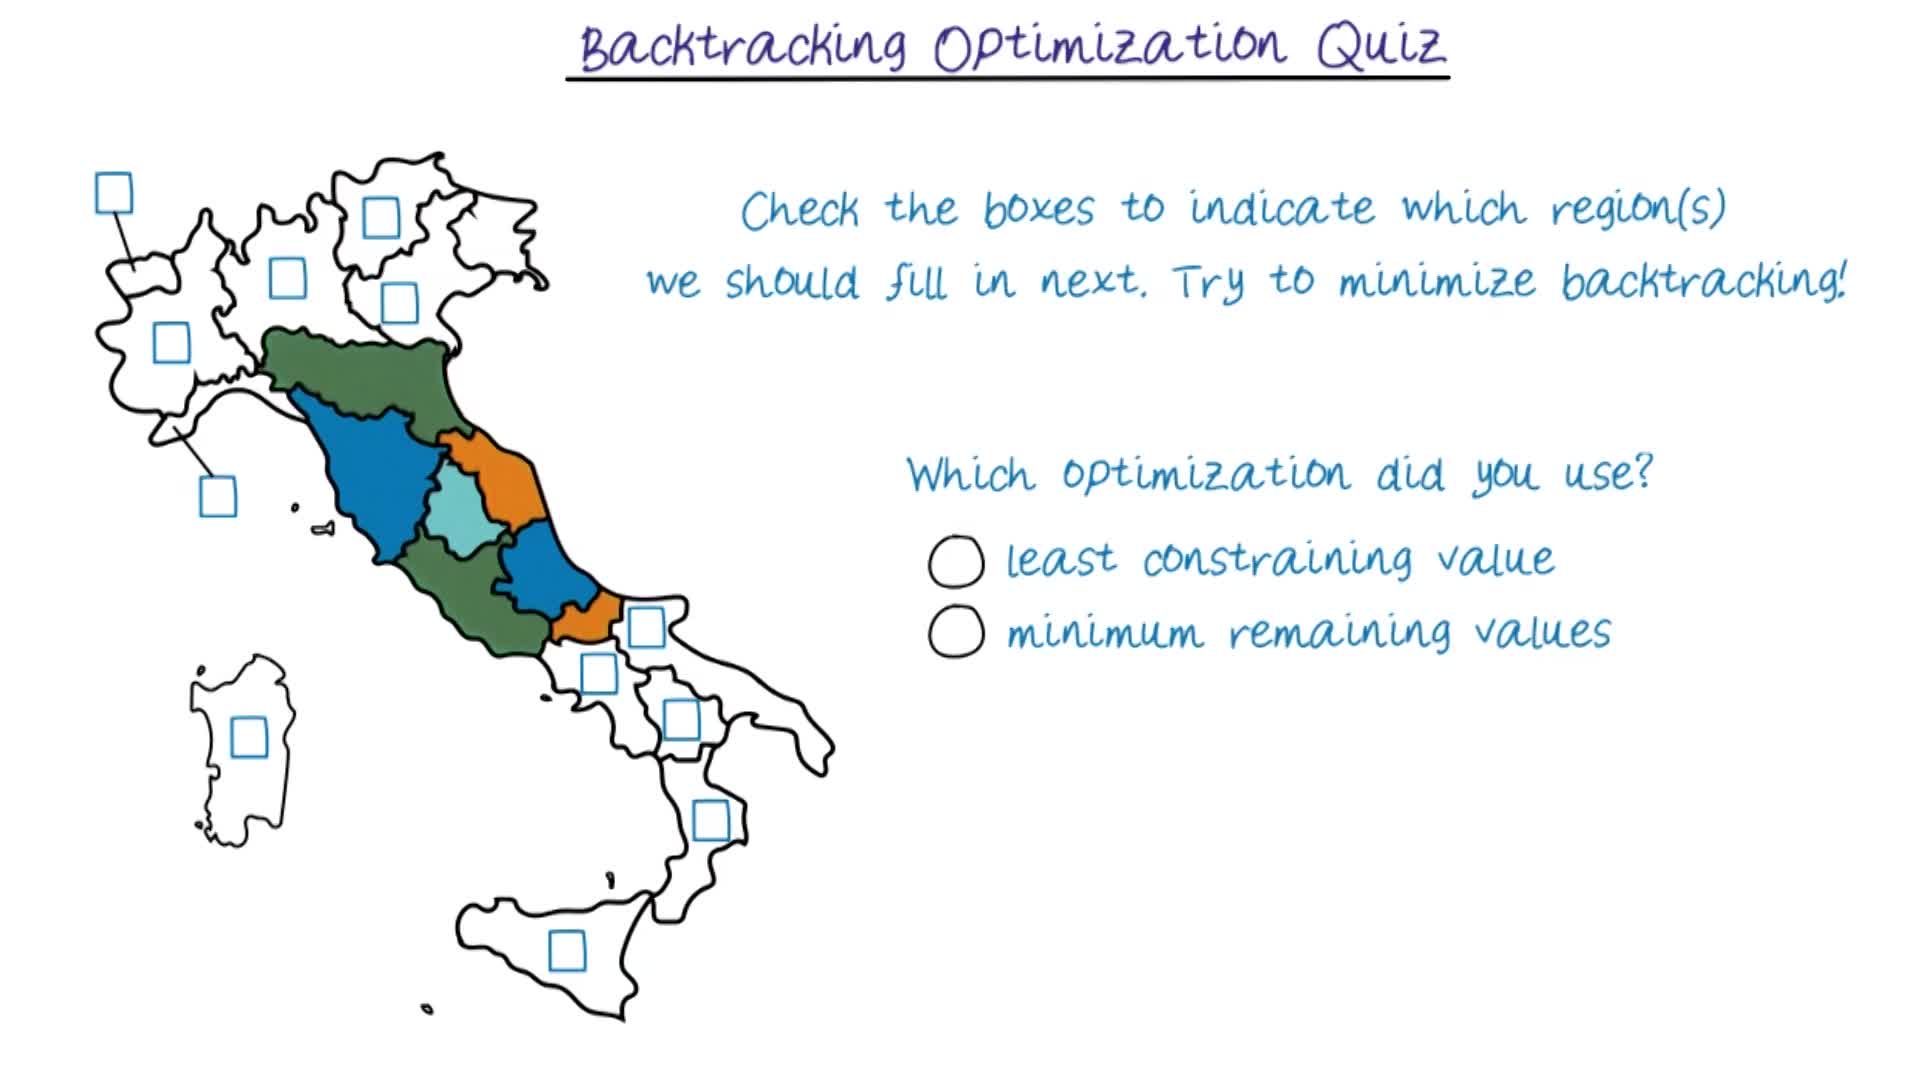 Backtracking Optimization Quiz
Check the boxes to indicate which region(s)
we should fill in next. Try to minimize backtracking!
Which optimization did you use?
least constraining value
minimum remaining values